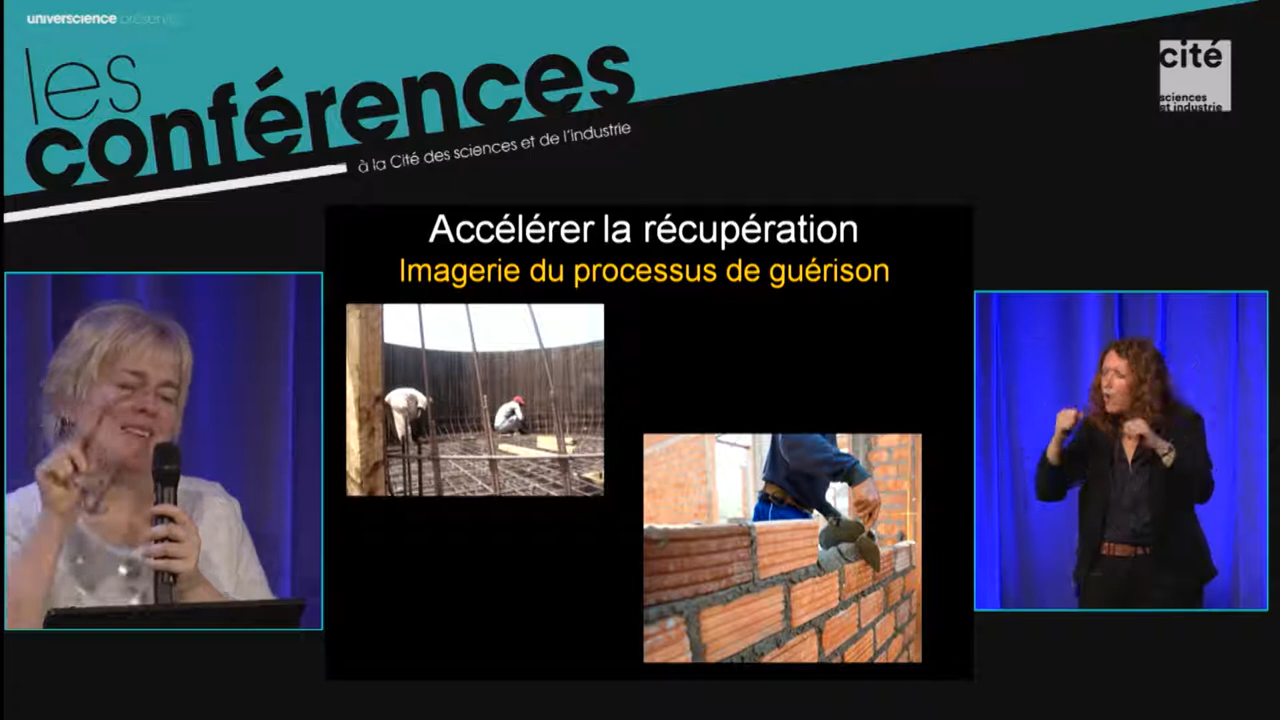 universcience présente
les
conférences
à la Cité des sciences et de l'industrie
cité
sciences
et industrie
Accélérer la récupération
Imagerie du processus de guérison